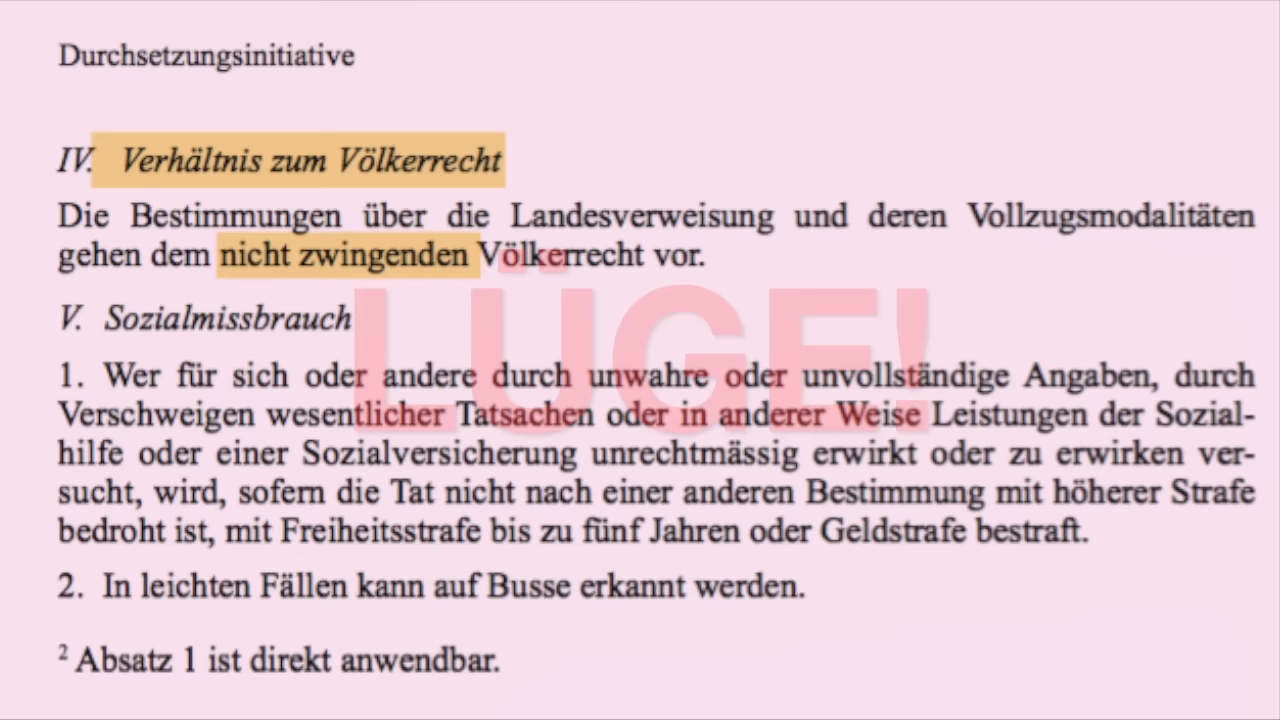 Durchsetzungsinitiative
IV. Verhältnis zum Völkerrecht
Die Bestimmungen über die Landesverweisung und deren Vollzugsmodalitäten
gehen dem nicht zwingenden Völkerrecht vor.
LÜGE!
V. Sozialmissbrauch
1. Wer für sich oder andere durch unwahre oder unvollständige Angaben, durch
Verschweigen wesentlicher Tatsachen oder in anderer Weise Leistungen der Sozial-
hilfe oder einer Sozialversicherung unrechtmässig erwirkt oder zu erwirken ver-
sucht, wird, sofern die Tat nicht nach einer anderen Bestimmung mit höherer Strafe
bedroht ist, mit Freiheitsstrafe bis zu fünf Jahren oder Geldstrafe bestraft.
2. In leichten Fällen kann auf Busse erkannt werden.
² Absatz 1 ist direkt anwendbar.